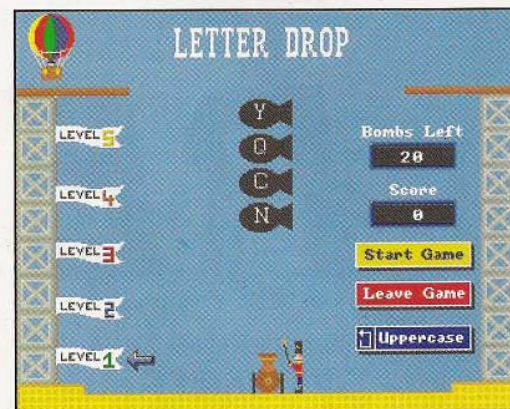 LETTER DROP
LEVEL 5
LEVEL 4
LEVEL 3
LEVEL 2
LEVEL 1
Y
Q
C
N
Bombs Left
20
Score
0
Start Game
Leave Game
Uppercase